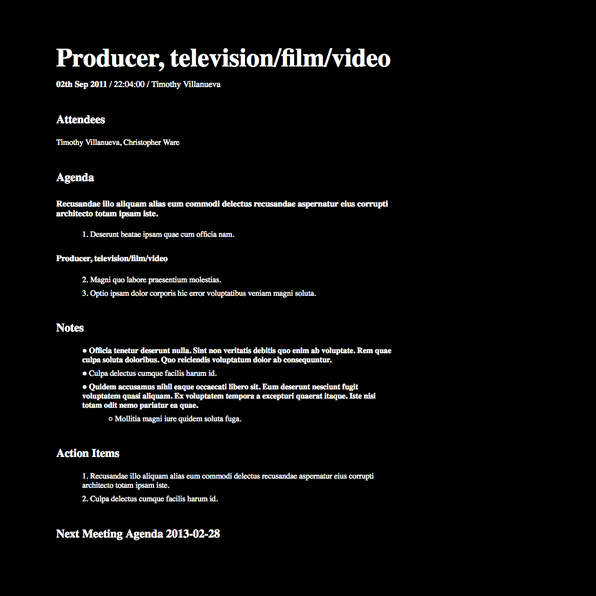 Producer, television/film/video
02th Sep 2011 / 22:04:00 / Timothy Villanueva
Attendees
Timothy Villanueva, Christopher Ware
Agenda
Recusandae illo aliquam alias eum commodi delectus recusandae aspernatur eius corrupti
architecto totam ipsam iste.
1. Deserunt beatae ipsam quae cum officia nam.
Producer, television/film/video
2. Magni quo labore praesentium molestias.
3. Optio ipsam dolor corporis hic error voluptatibus veniam magni soluta.
Notes
● Officia tenetur deserunt nulla. Sint non veritatis debitis quo enim ab voluptate. Rem quae
culpa soluta doloribus. Quo reiciendis voluptatum dolor ab consequuntur.
● Culpa delectus cumque facilis harum id.
● Quidem accusamus nihil eaque occaecati libero sit. Eum deserunt nesciunt fugit
voluptatem quasi aliquam. Ex voluptatem tempora a excepturi quaerat itaque. Iste nisi
totam odit nemo pariatur ea quae.
○ Mollitia magni iure quidem soluta fuga.
Action Items
1. Recusandae illo aliquam alias eum commodi delectus recusandae aspernatur eius corrupti
architecto totam ipsam iste.
2. Culpa delectus cumque facilis harum id.
Next Meeting Agenda 2013-02-28